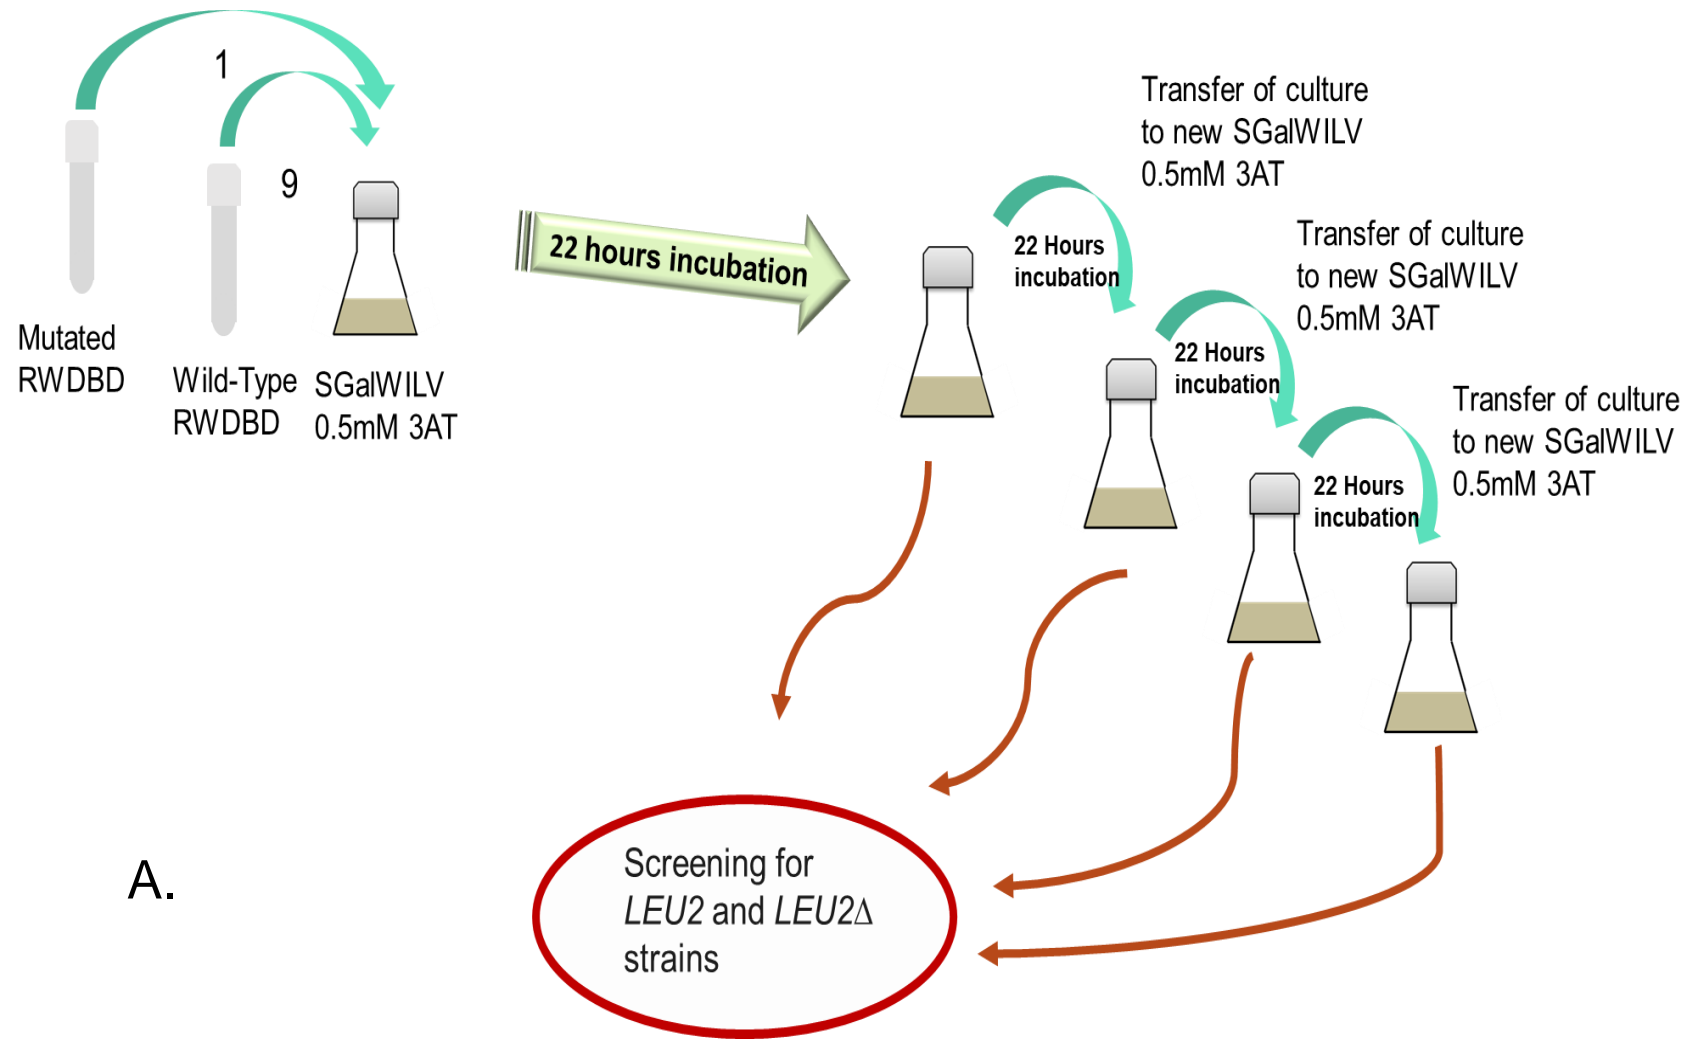 1
9
Mutated
RWDBD
Wild-Type
RWDBD
SGalWILV
0.5mM 3AT
22 hours incubation
22 Hours
incubation
Transfer of culture
to new SGalWILV
0.5mM 3AT
22 Hours
incubation
Transfer of culture
to new SGalWILV
0.5mM 3AT
22 Hours
incubation
Transfer of culture
to new SGalWILV
0.5mM 3AT
A.
Screening for
LEU2 and LEU2Δ
strains